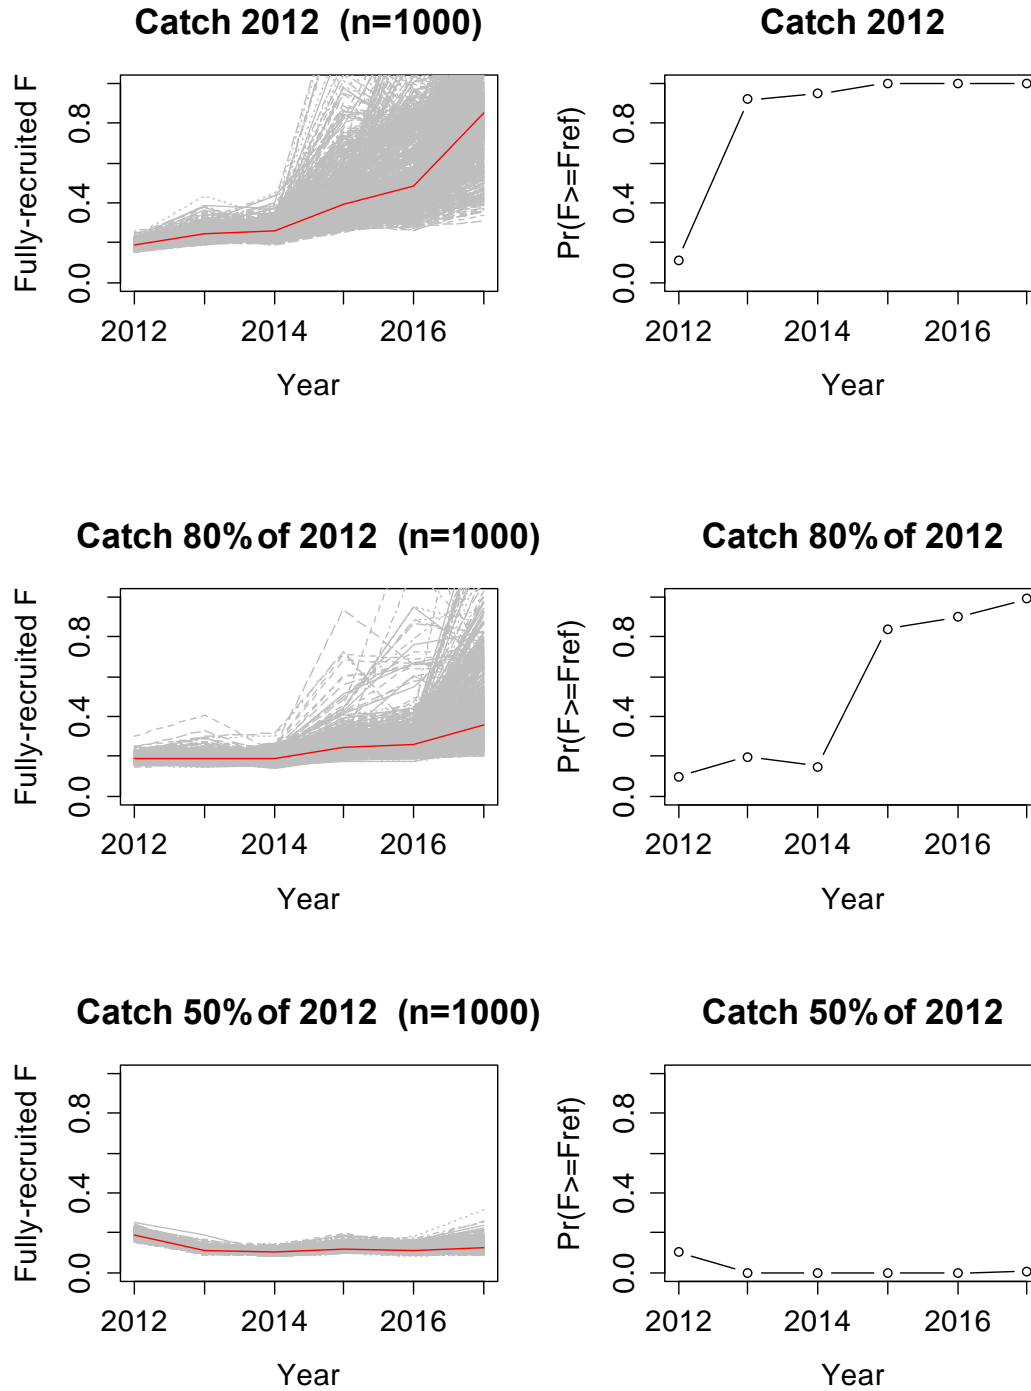 Catch 2012 (n=1000)
Fully-recruited F
0.0 0.4 0.8
2012 2014 2016
Year
Catch 2012
Pr(F>=Fref)
0.0 0.4 0.8
2012 2014 2016
Year
Catch 80% of 2012 (n=1000)
Fully-recruited F
0.0 0.4 0.8
2012 2014 2016
Year
Catch 80% of 2012
Pr(F>=Fref)
0.0 0.4 0.8
2012 2014 2016
Year
Catch 50% of 2012 (n=1000)
Fully-recruited F
0.0 0.4 0.8
2012 2014 2016
Year
Catch 50% of 2012
Pr(F>=Fref)
0.0 0.4 0.8
2012 2014 2016
Year